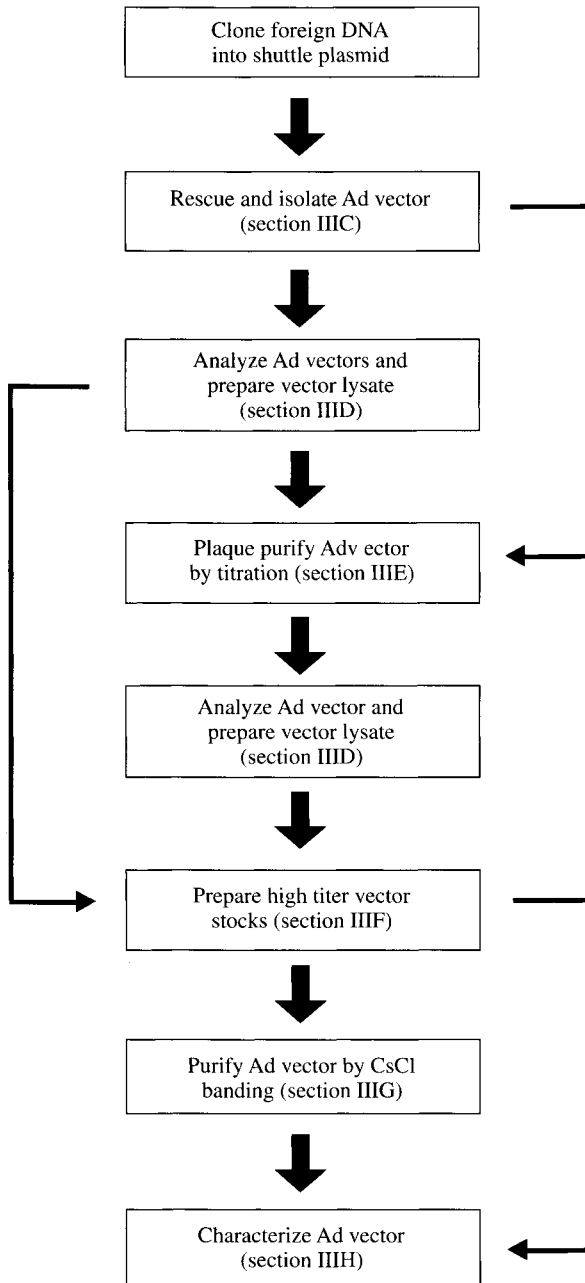 Clone foreign DNA
into shuttle plasmid
Rescue and isolate Ad vector
(section IIIC)
Analyze Ad vectors and
prepare vector lysate
(section IIID)
Plaque purify Adv ector
by titration (section IIIE)
Analyze Ad vector and
prepare vector lysate
(section IIID)
Prepare high titer vector
stocks (section IIIF)
Purify Ad vector by CsCl
banding (section IIIG)
Characterize Ad vector
(section IIIH)